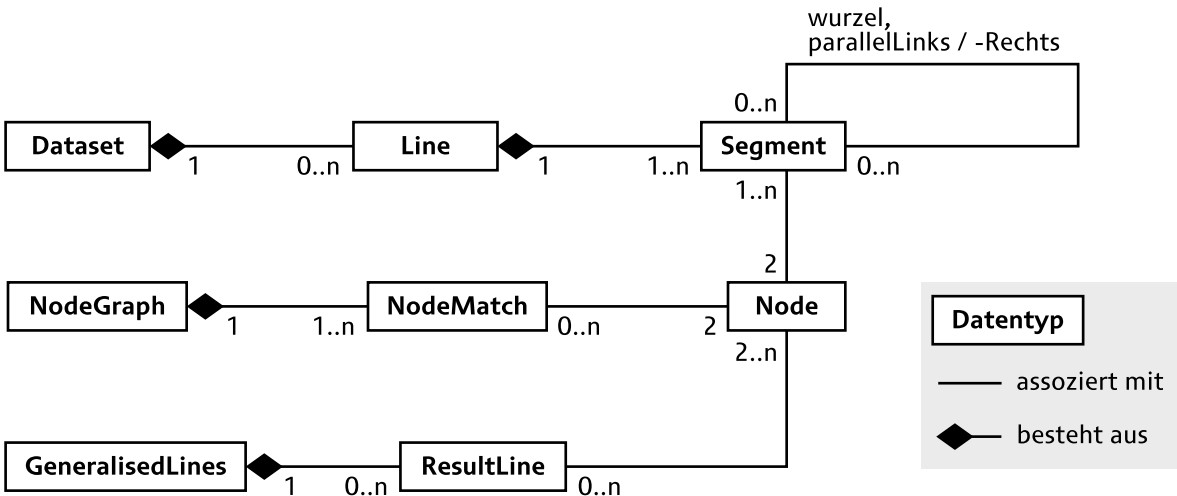 wurzel,
parallelLinks / -Rechts
0..n
Dataset
1
0..n
Line
1
1..n
Segment
0..n
1..n
2
NodeGraph
1
1..n
NodeMatch
0..n
2
Node
2..n
GeneralisedLines
1
0..n
ResultLine
0..n
Datentyp
assoziert mit
besteht aus